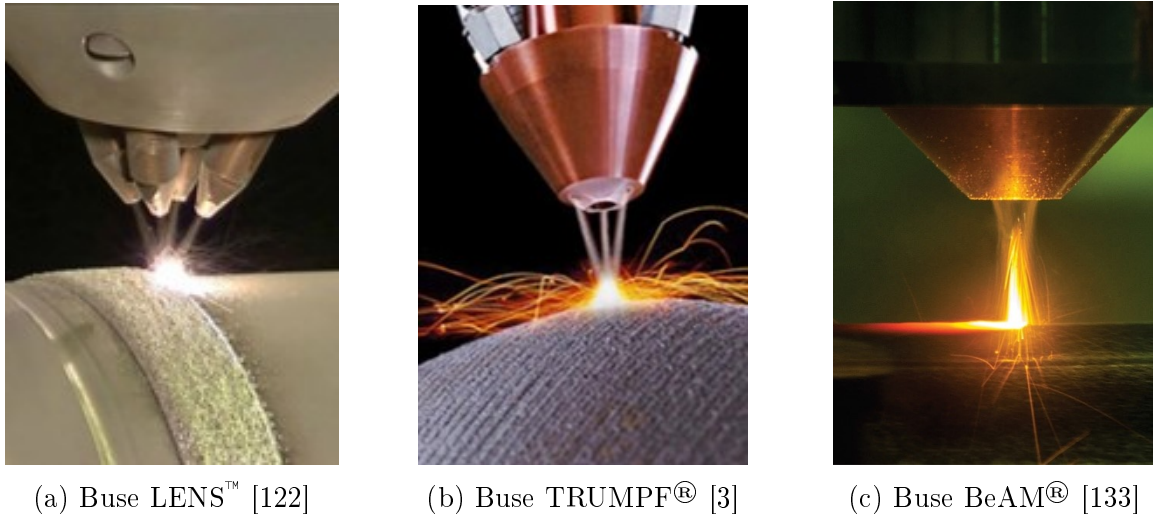 (a) Buse LENS™ [122]
(b) Buse TRUMPF® [3]
(c) Buse BeAM® [133]